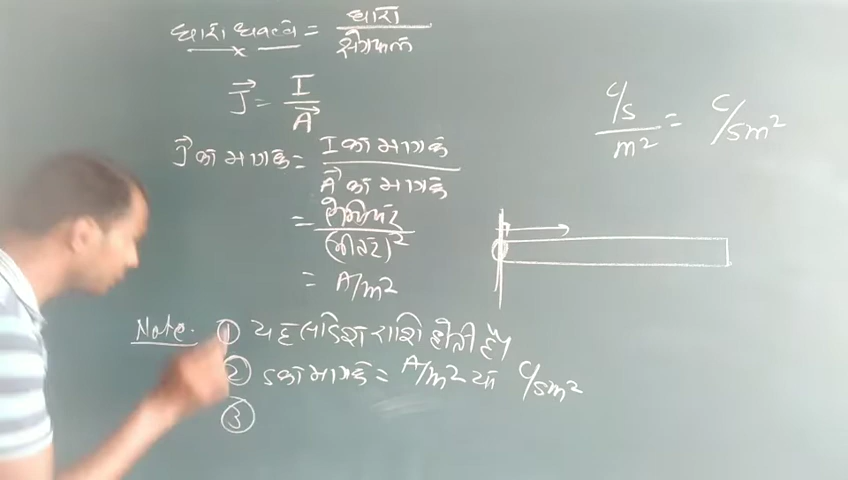 धारा घनत्व = धारा / क्षेत्रफल
J⃗ = I / A⃗
C/s / m² = C/sm²
J⃗ का मात्रक = I का मात्रक / A⃗ का मात्रक
= ऐम्पियर / (मीटर)²
= A/m²
Note. ① यह सदिश राशि होती है।
② J का मात्रक = A/m² या C/sm²
③